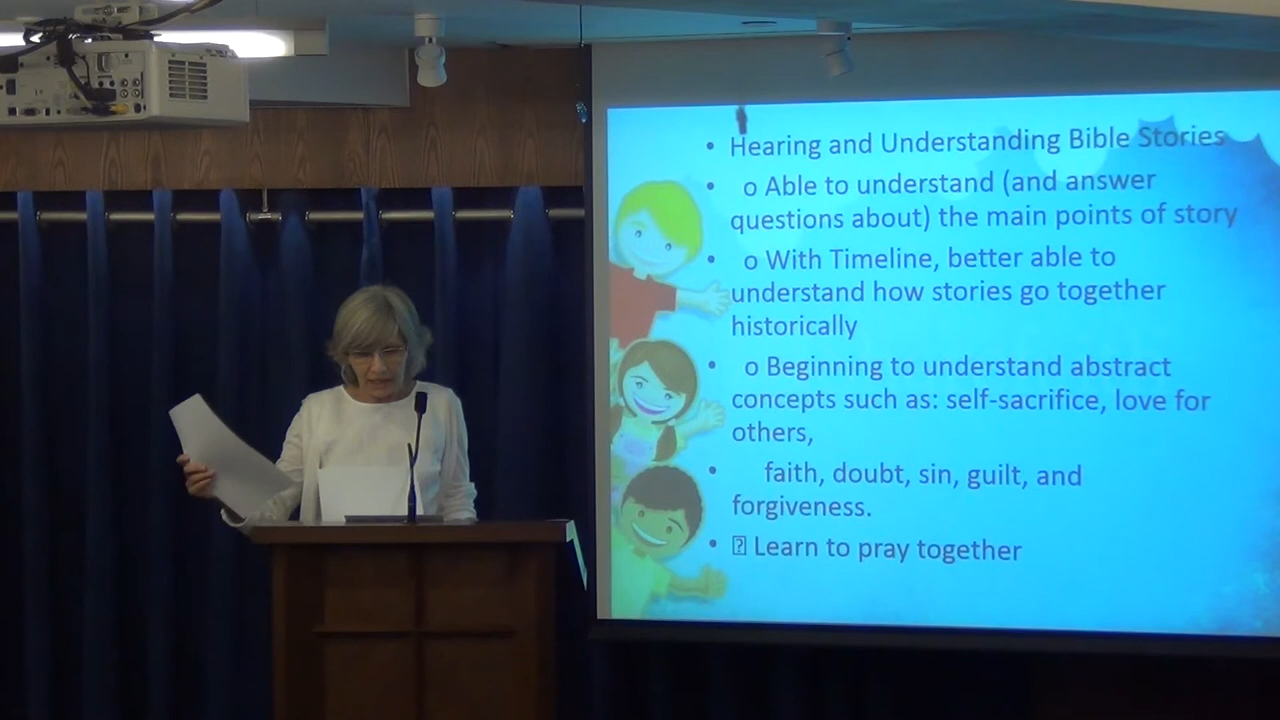 • Hearing and Understanding Bible Stories
• o Able to understand (and answer
questions about) the main points of story
• o With Timeline, better able to
understand how stories go together
historically
• o Beginning to understand abstract
concepts such as: self-sacrifice, love for
others,
• faith, doubt, sin, guilt, and
forgiveness.
• ⍰ Learn to pray together